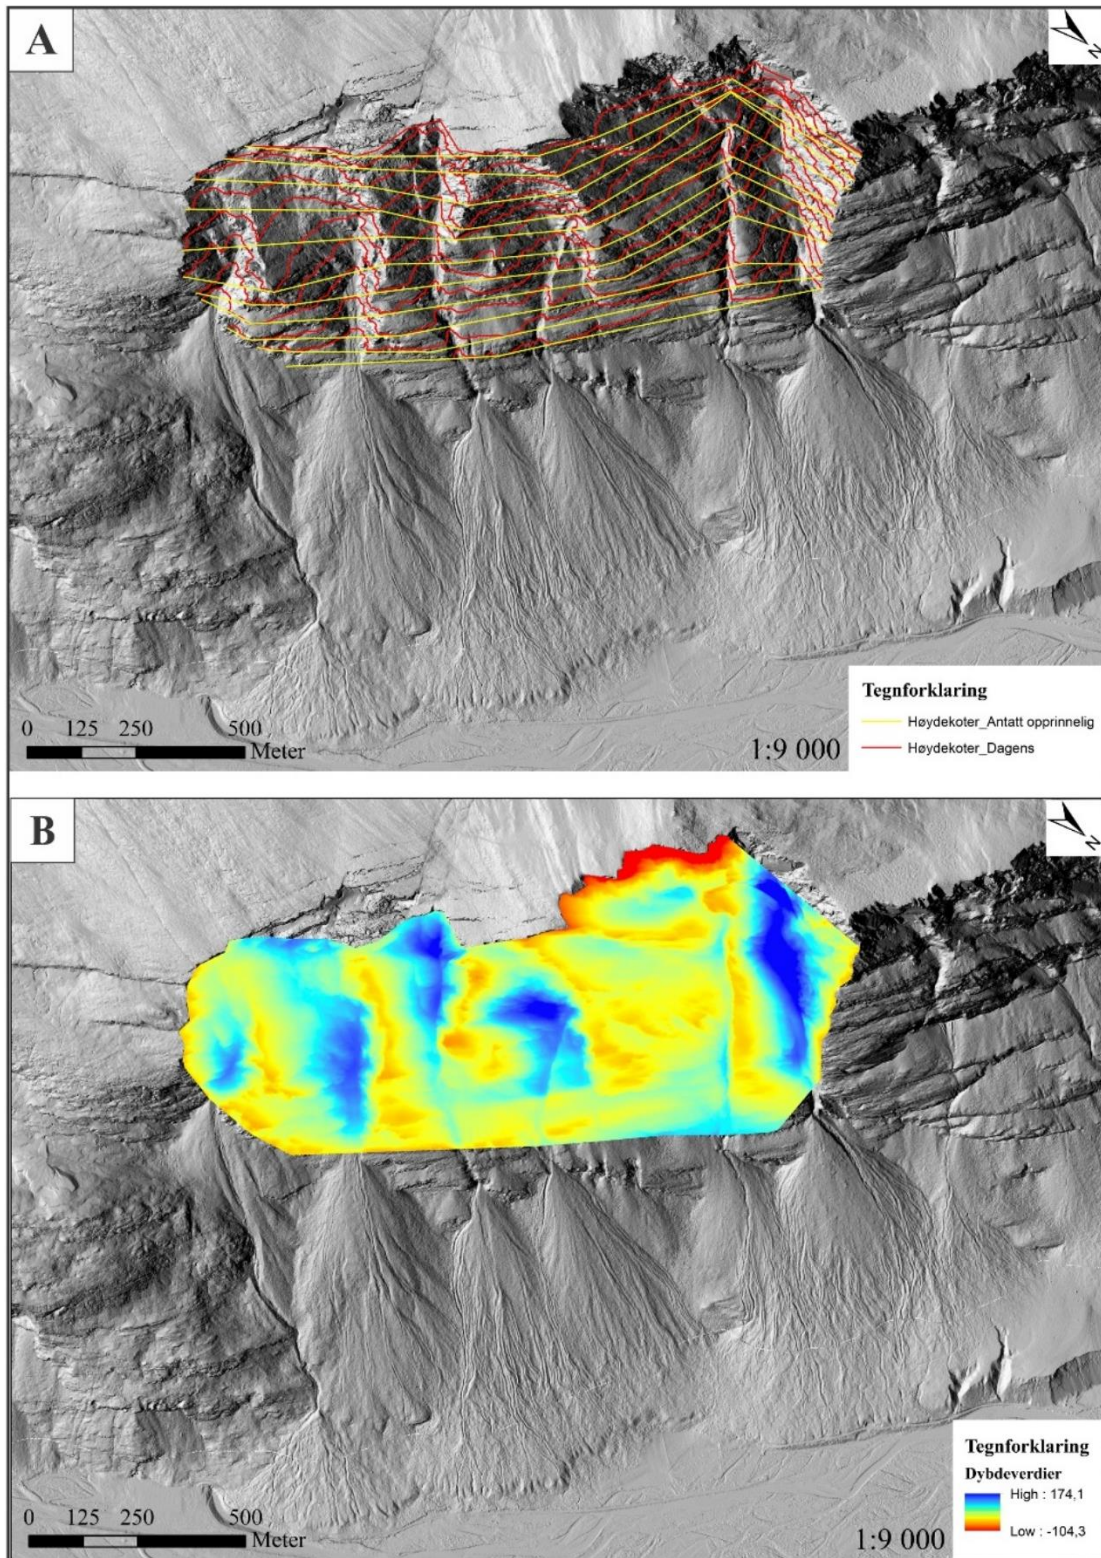 A
N
Tegnforklaring
Høydekoter_Antatt opprinnelig
Høydekoter_Dagens
0 125 250 500
Meter
1:9 000
B
N
Tegnforklaring
Dybdeverdier
High : 174,1
Low : -104,3
0 125 250 500
Meter
1:9 000